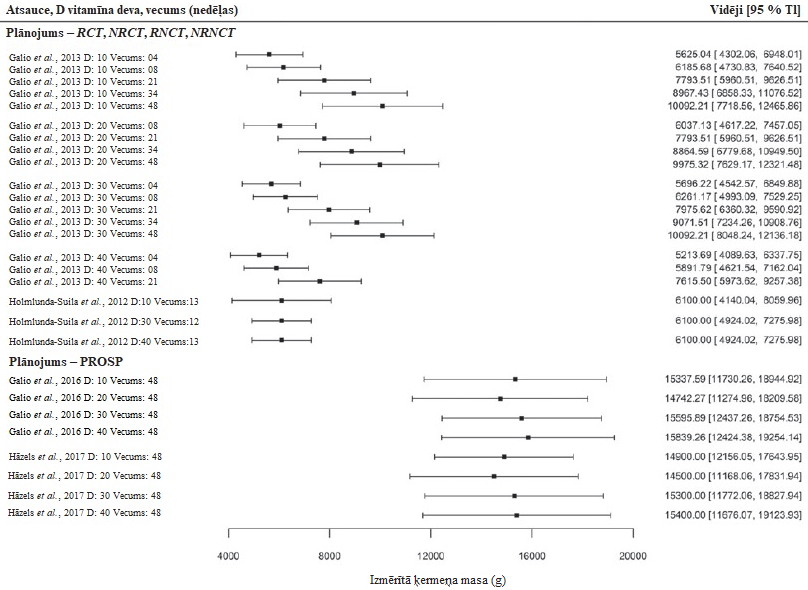 Atsauce, D vitamīna deva, vecums (nedēļas) Vidēji [95 % TI]
Plānojums – RCT, NRCT, RNCT, NRNCT
Galio et al., 2013 D: 10 Vecums: 04 5625.04 [ 4302.06, 6948.01]
Galio et al., 2013 D: 10 Vecums: 08 6185.68 [ 4730.83, 7640.52]
Galio et al., 2013 D: 10 Vecums: 21 7793.51 [ 5960.51, 9626.51]
Galio et al., 2013 D: 10 Vecums: 34 8967.43 [ 6858.33, 11076.52]
Galio et al., 2013 D: 10 Vecums: 48 10092.21 [ 7718.56, 12465.86]
Galio et al., 2013 D: 20 Vecums: 08 6037.13 [ 4617.22, 7457.05]
Galio et al., 2013 D: 20 Vecums: 21 7793.51 [ 5960.51, 9626.51]
Galio et al., 2013 D: 20 Vecums: 34 8864.59 [ 6779.68, 10949.50]
Galio et al., 2013 D: 20 Vecums: 48 9975.32 [ 7629.17, 12321.48]
Galio et al., 2013 D: 30 Vecums: 04 5696.22 [ 4542.57, 6849.88]
Galio et al., 2013 D: 30 Vecums: 08 6261.17 [ 4993.09, 7529.25]
Galio et al., 2013 D: 30 Vecums: 21 7975.62 [ 6360.32, 9590.92]
Galio et al., 2013 D: 30 Vecums: 34 9071.51 [ 7234.26, 10908.76]
Galio et al., 2013 D: 30 Vecums: 48 10092.21 [ 8048.24, 12136.18]
Galio et al., 2013 D: 40 Vecums: 04 5213.69 [ 4089.63, 6337.75]
Galio et al., 2013 D: 40 Vecums: 08 5891.79 [ 4621.54, 7162.04]
Galio et al., 2013 D: 40 Vecums: 21 7615.50 [ 5973.62, 9257.38]
Holmlunda-Suila et al., 2012 D:10 Vecums:13 6100.00 [ 4140.04, 8059.96]
Holmlunda-Suila et al., 2012 D:30 Vecums:12 6100.00 [ 4924.02, 7275.98]
Holmlunda-Suila et al., 2012 D:40 Vecums:13 6100.00 [ 4924.02, 7275.98]
Plānojums – PROSP
Galio et al., 2016 D: 10 Vecums: 48 15337.59 [11730.26, 18944.92]
Galio et al., 2016 D: 20 Vecums: 48 14742.27 [11274.96, 18209.58]
Galio et al., 2016 D: 30 Vecums: 48 15595.89 [12437.26, 18754.53]
Galio et al., 2016 D: 40 Vecums: 48 15839.26 [12424.38, 19254.14]
Hāzels et al., 2017 D: 10 Vecums: 48 14900.00 [12156.05, 17643.95]
Hāzels et al., 2017 D: 20 Vecums: 48 14500.00 [11168.06, 17831.94]
Hāzels et al., 2017 D: 30 Vecums: 48 15300.00 [11772.06, 18827.94]
Hāzels et al., 2017 D: 40 Vecums: 48 15400.00 [11676.07, 19123.93]
4000 8000 12000 16000 20000
Izmērītā ķermeņa masa (g)